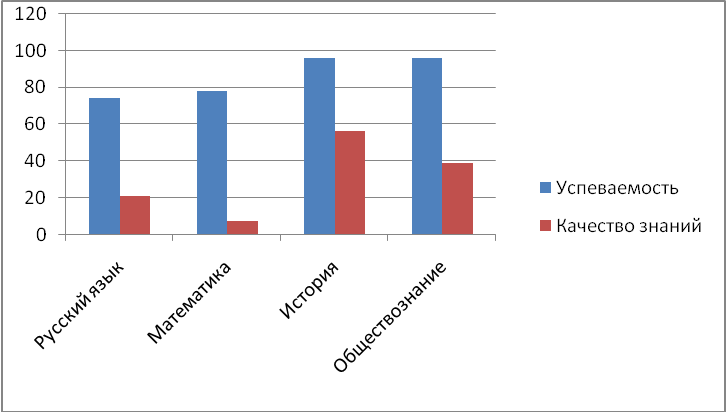 120
100
80
60
40
20
0
Русский язык
Математика
История
Обществознание
Успеваемость
Качество знаний